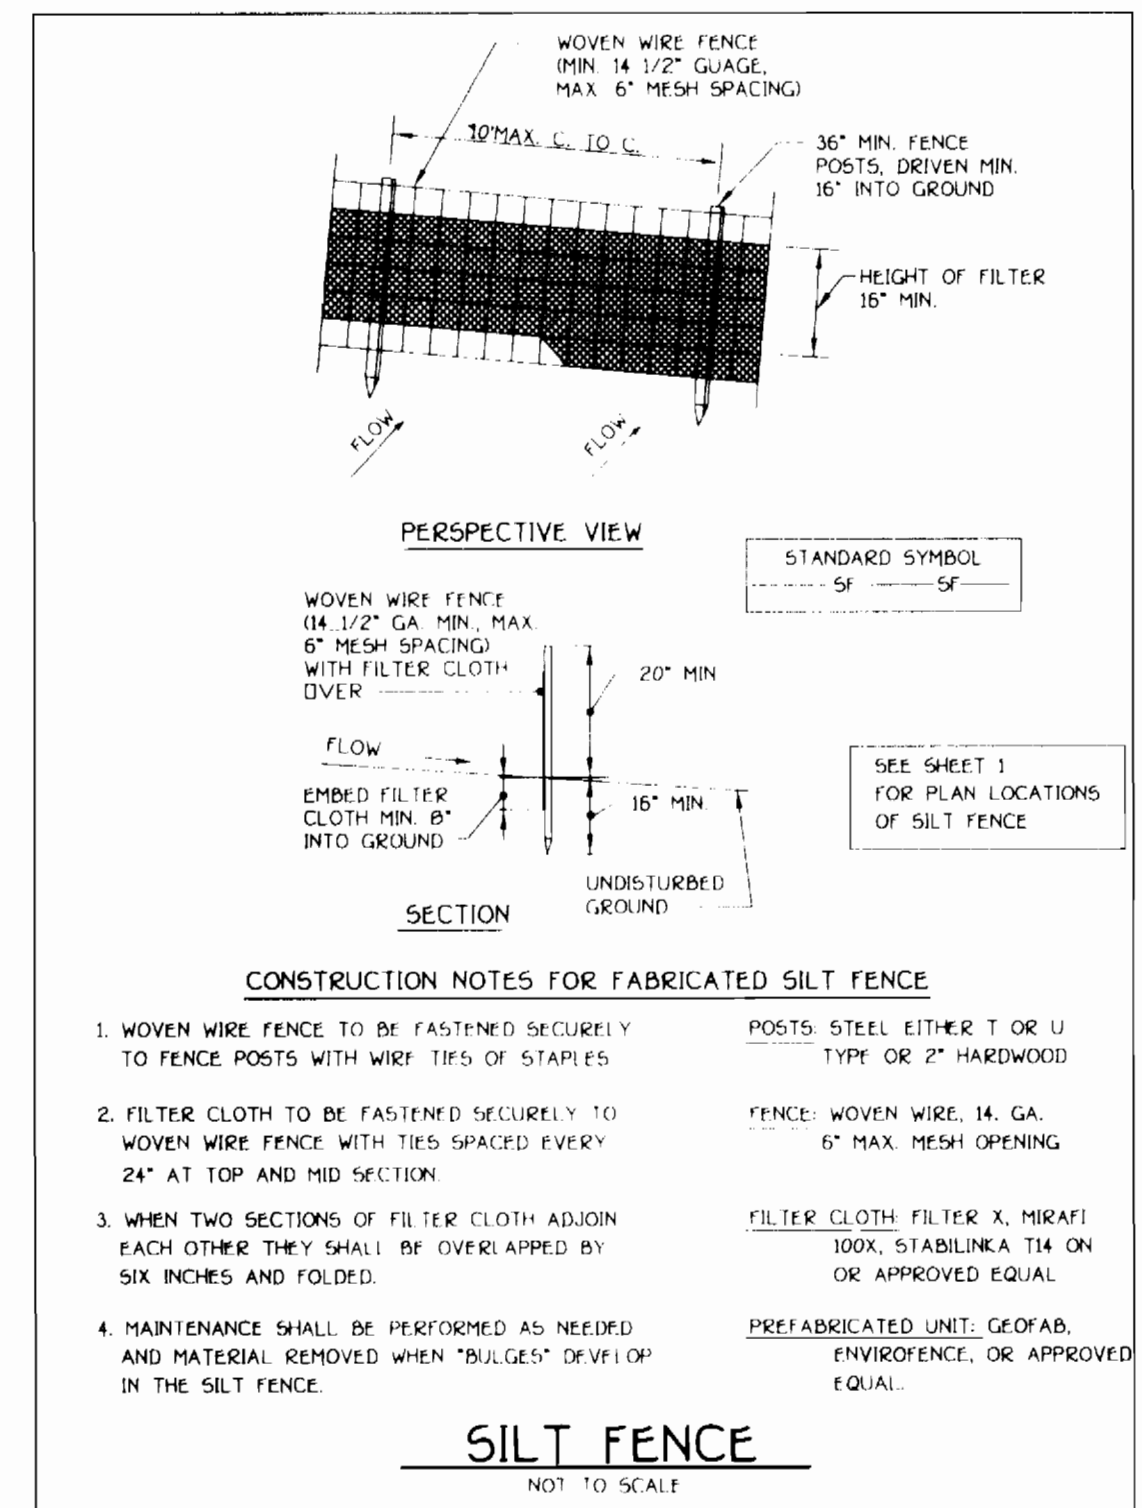 WOVEN WIRE FENCE
(MIN. 14 1/2" GUAGE,
MAX 6" MESH SPACING)
10'MAX. C. TO C.
36" MIN. FENCE
POSTS, DRIVEN MIN.
16" INTO GROUND
HEIGHT OF FILTER
16" MIN.
FLOW
FLOW
PERSPECTIVE VIEW
STANDARD SYMBOL
SF SF
WOVEN WIRE FENCE
(14 1/2" GA. MIN., MAX.
6" MESH SPACING)
WITH FILTER CLOTH
OVER
20" MIN
FLOW
EMBED FILTER
CLOTH MIN. 8"
INTO GROUND
16" MIN.
UNDISTURBED
GROUND
SEE SHEET 1
FOR PLAN LOCATIONS
OF SILT FENCE
SECTION
CONSTRUCTION NOTES FOR FABRICATED SILT FENCE
1. WOVEN WIRE FENCE TO BE FASTENED SECURELY
TO FENCE POSTS WITH WIRE TIES OF STAPLES
2. FILTER CLOTH TO BE FASTENED SECURELY TO
WOVEN WIRE FENCE WITH TIES SPACED EVERY
24" AT TOP AND MID SECTION.
3. WHEN TWO SECTIONS OF FILTER CLOTH ADJOIN
EACH OTHER THEY SHALL BE OVERLAPPED BY
SIX INCHES AND FOLDED.
4. MAINTENANCE SHALL BE PERFORMED AS NEEDED
AND MATERIAL REMOVED WHEN "BULGES" DEVELOP
IN THE SILT FENCE.
POSTS: STEEL EITHER T OR U
TYPE OR 2" HARDWOOD
FENCE: WOVEN WIRE, 14. GA.
6" MAX. MESH OPENING
FILTER CLOTH: FILTER X, MIRAFI
100X, STABILINKA T14 ON
OR APPROVED EQUAL
PREFABRICATED UNIT: GEOFAB,
ENVIROFENCE, OR APPROVED
EQUAL.
SILT FENCE
NOT TO SCALE